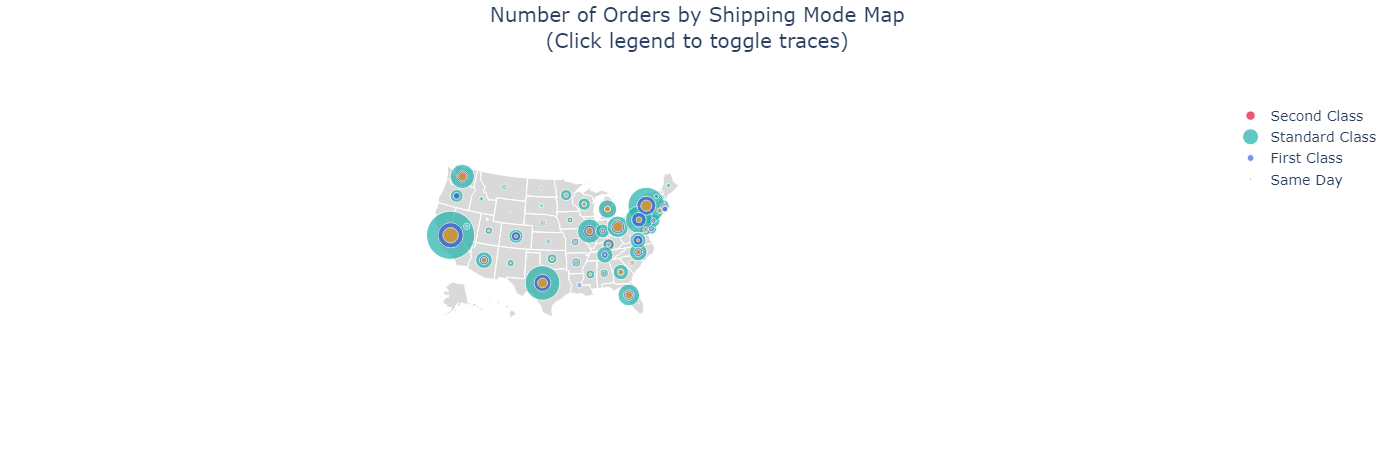 Number of Orders by Shipping Mode Map
(Click legend to toggle traces)
Second Class
Standard Class
First Class
Same Day